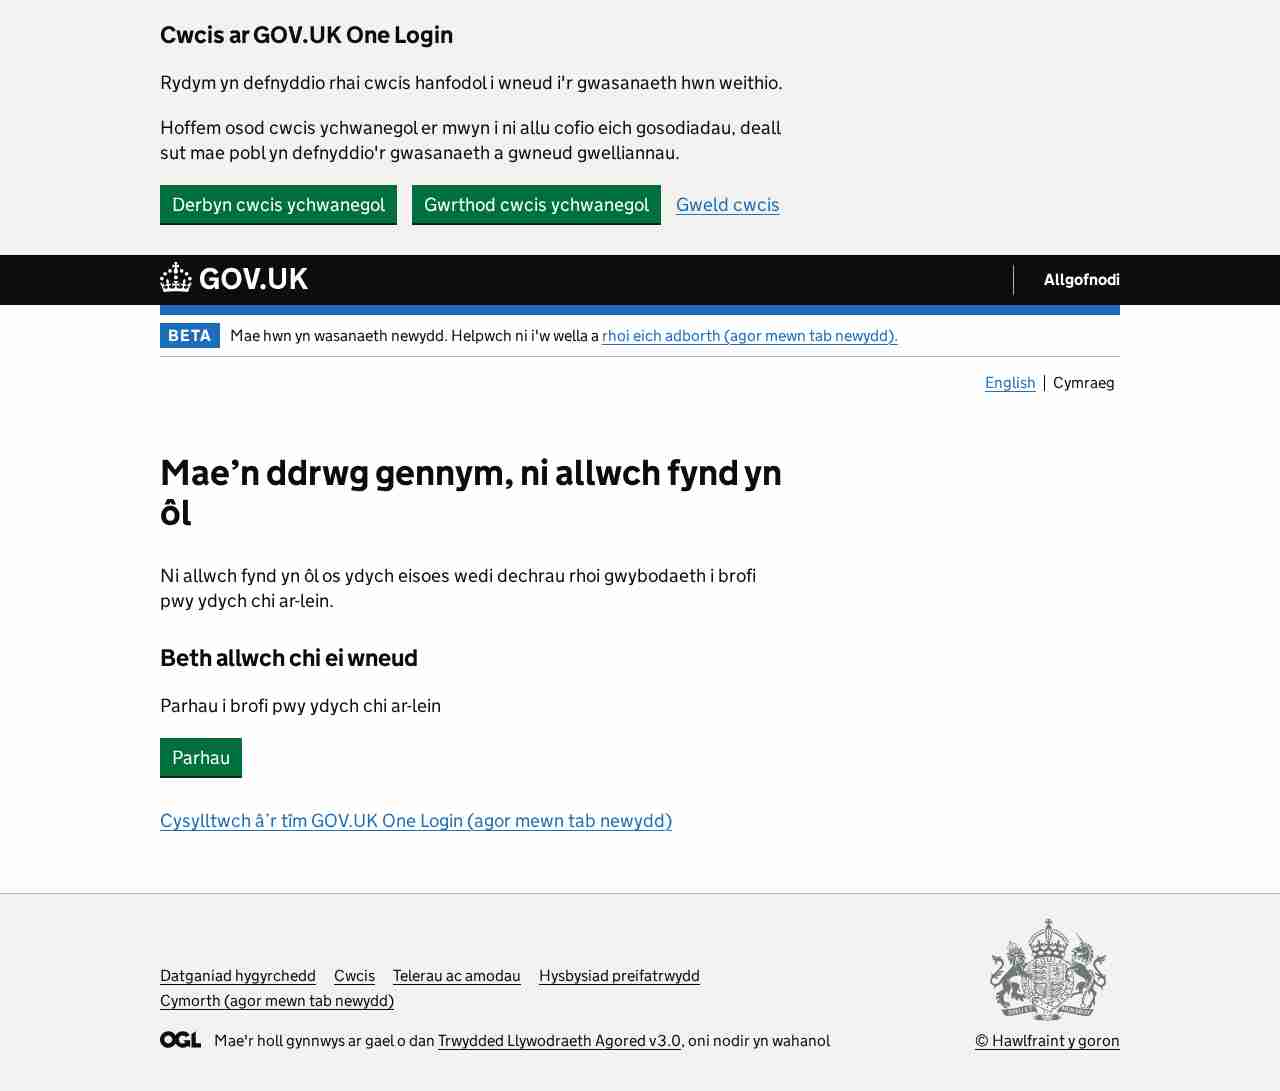 Cwcis ar GOV.UK One Login
Rydym yn defnyddio rhai cwcis hanfodol i wneud i'r gwasanaeth hwn weithio.
Hoffem osod cwcis ychwanegol er mwyn i ni allu cofio eich gosodiadau, deall
sut mae pobl yn defnyddio'r gwasanaeth a gwneud gwelliannau.
Derbyn cwcis ychwanegol Gwrthod cwcis ychwanegol Gweld cwcis
GOV.UK Allgofnodi
BETA Mae hwn yn wasanaeth newydd. Helpwch ni i'w wella a rhoi eich adborth (agor mewn tab newydd).
English Cymraeg
Mae’n ddrwg gennym, ni allwch fynd yn
ôl
Ni allwch fynd yn ôl os ydych eisoes wedi dechrau rhoi gwybodaeth i brofi
pwy ydych chi ar-lein.
Beth allwch chi ei wneud
Parhau i brofi pwy ydych chi ar-lein
Parhau
Cysylltwch â’r tîm GOV.UK One Login (agor mewn tab newydd)
Datganiad hygyrchedd Cwcis Telerau ac amodau Hysbysiad preifatrwydd
Cymorth (agor mewn tab newydd)
OGL Mae'r holl gynnwys ar gael o dan Trwydded Llywodraeth Agored v3.0, oni nodir yn wahanol
© Hawlfraint y goron